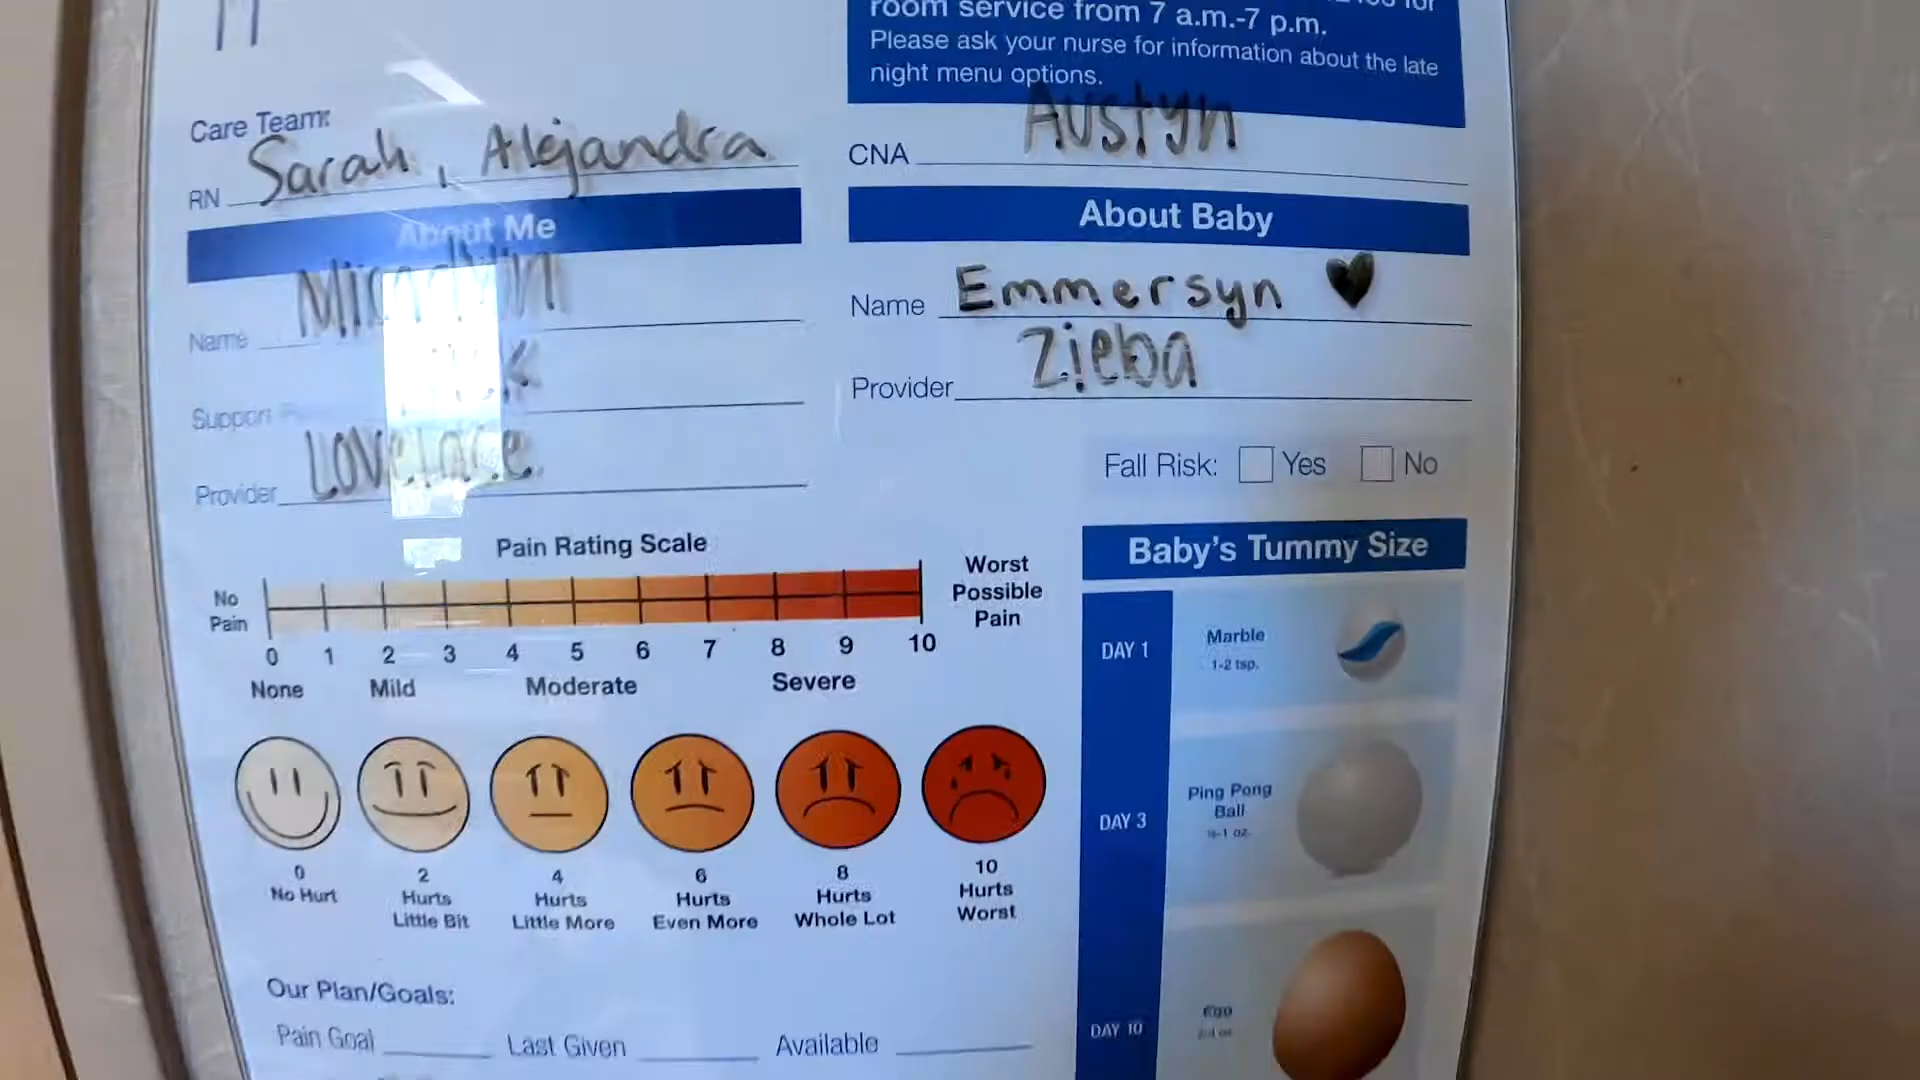 room service from 7 a.m.-7 p.m.
Please ask your nurse for information about the late
night menu options.
Care Team:
RN Sarah, Alejandra
CNA Austyn
About Me
Name
Support
Provider Lovelace
About Baby
Name Emmersyn ♥
Provider Zieba
Fall Risk: Yes No
Pain Rating Scale
No
Pain
Worst
Possible
Pain
0 1 2 3 4 5 6 7 8 9 10
None Mild Moderate Severe
0
No Hurt
2
Hurts
Little Bit
4
Hurts
Little More
6
Hurts
Even More
8
Hurts
Whole Lot
10
Hurts
Worst
Our Plan/Goals:
Pain Goal Last Given Available
Baby's Tummy Size
DAY 1
Marble
1-2 tsp.
DAY 3
Ping Pong
Ball
DAY 10
Egg